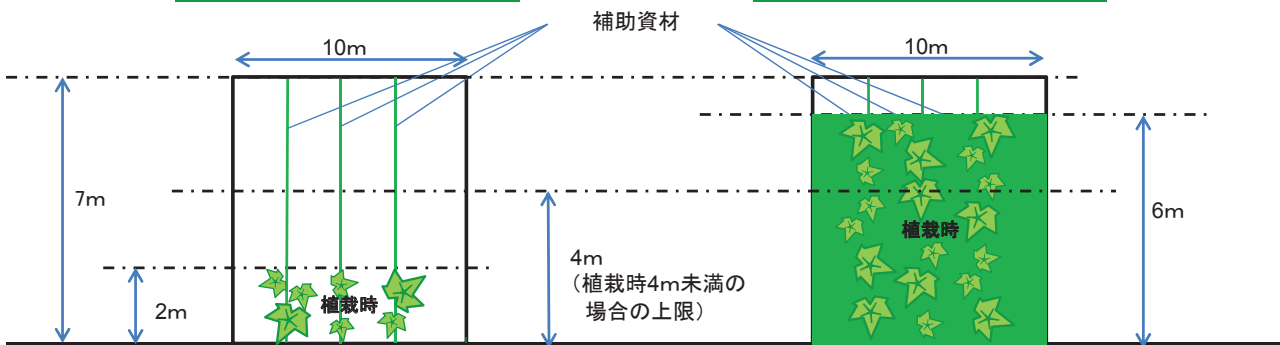 補助資材
10m
10m
7m
2m
植栽時
4m
(植栽時4m未満の
場合の上限)
植栽時
6m